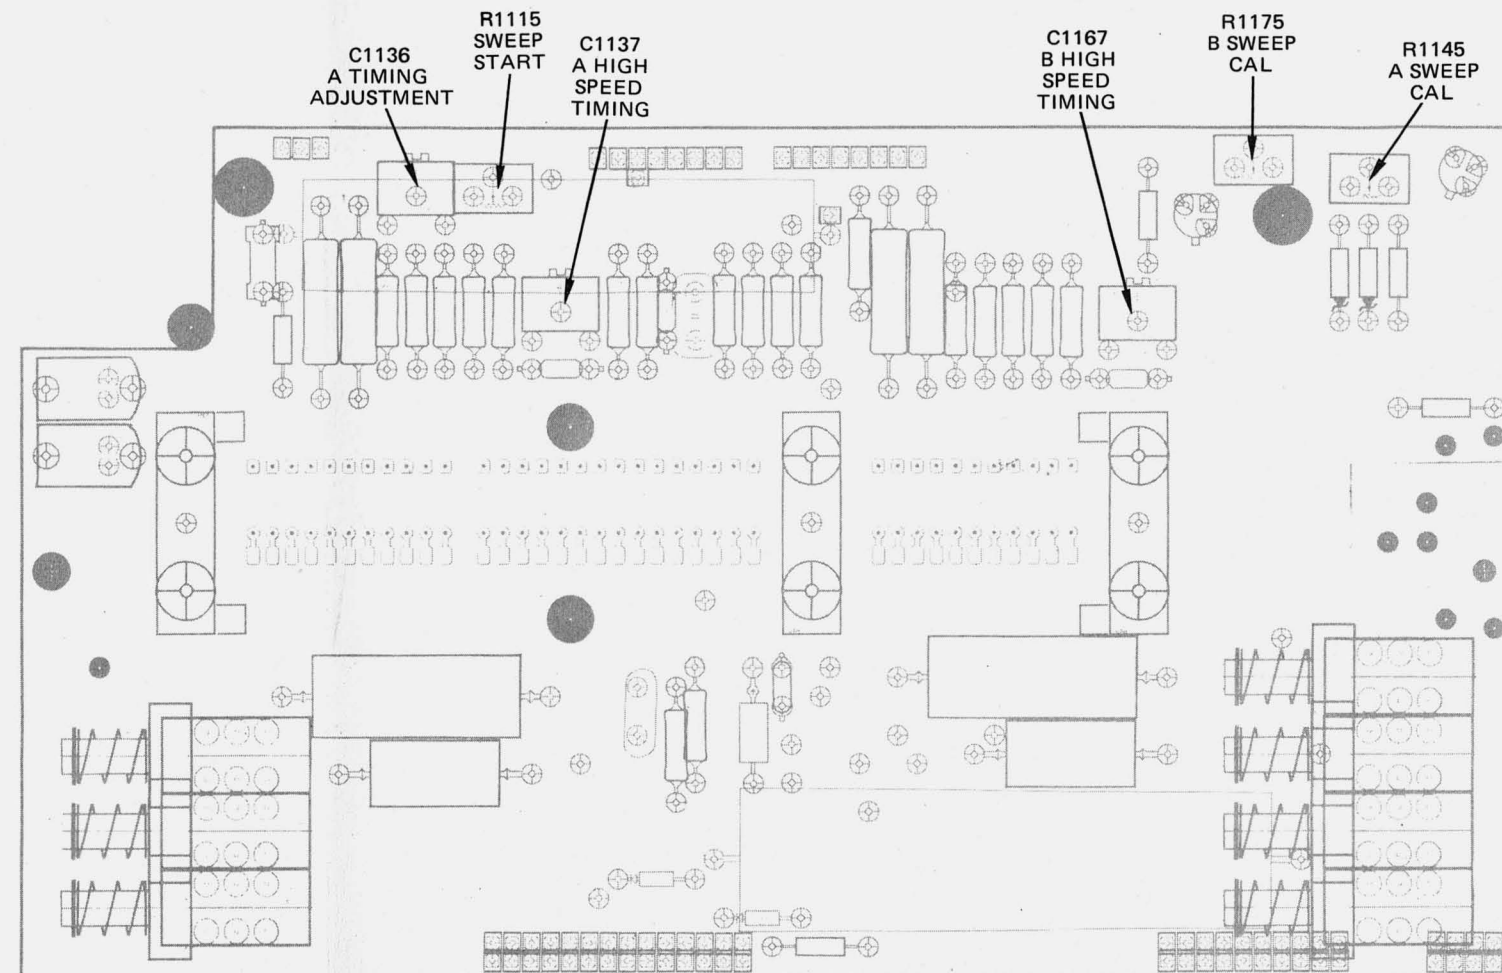 C1136
A TIMING
ADJUSTMENT
R1115
SWEEP
START
C1137
A HIGH
SPEED
TIMING
C1167
B HIGH
SPEED
TIMING
R1175
B SWEEP
CAL
R1145
A SWEEP
CAL